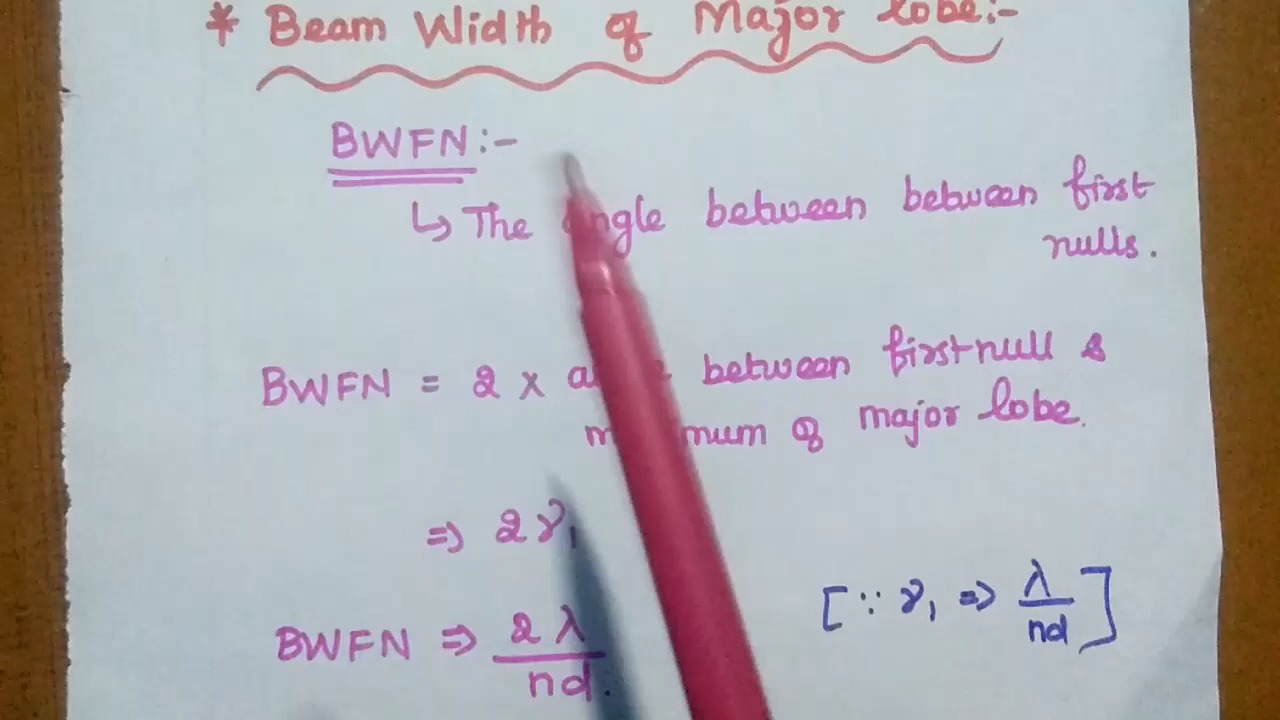 * Beam Width of Major lobe:-
BWFN:-
↳ The angle between between first
nulls.
BWFN = 2 x between first null &
of major lobe.
⇒ 2γ₁
[∵ γ₁ ⇒ λ/nd]
BWFN ⇒ 2λ/nd.